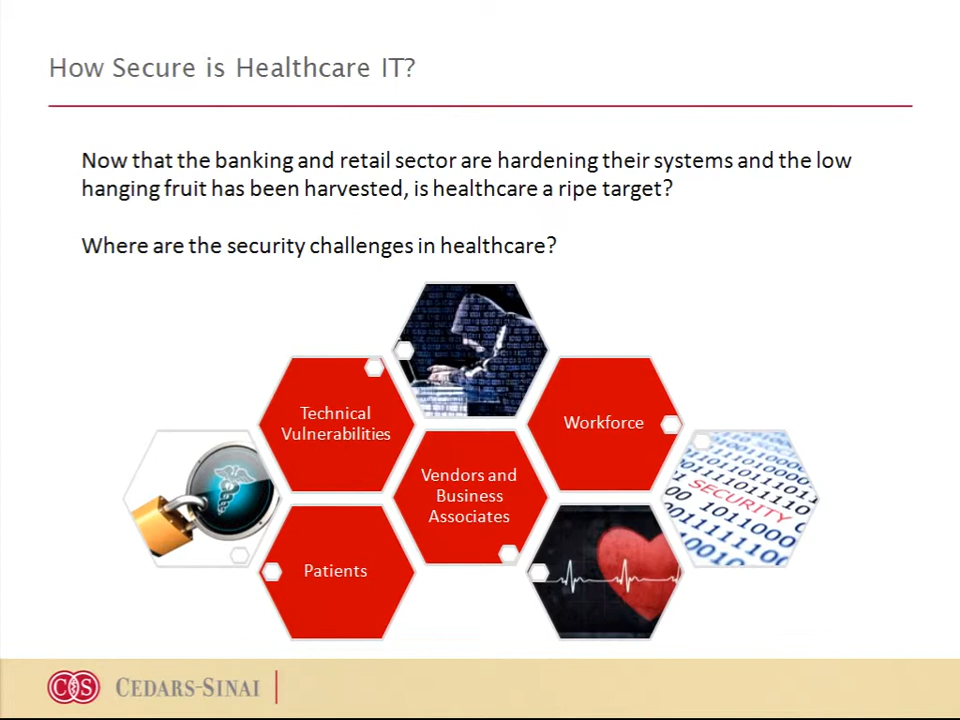 How Secure is Healthcare IT?
Now that the banking and retail sector are hardening their systems and the low
hanging fruit has been harvested, is healthcare a ripe target?
Where are the security challenges in healthcare?
Technical
Vulnerabilities
Workforce
Vendors and
Business
Associates
Patients
SECURITY
CEDARS-SINAI